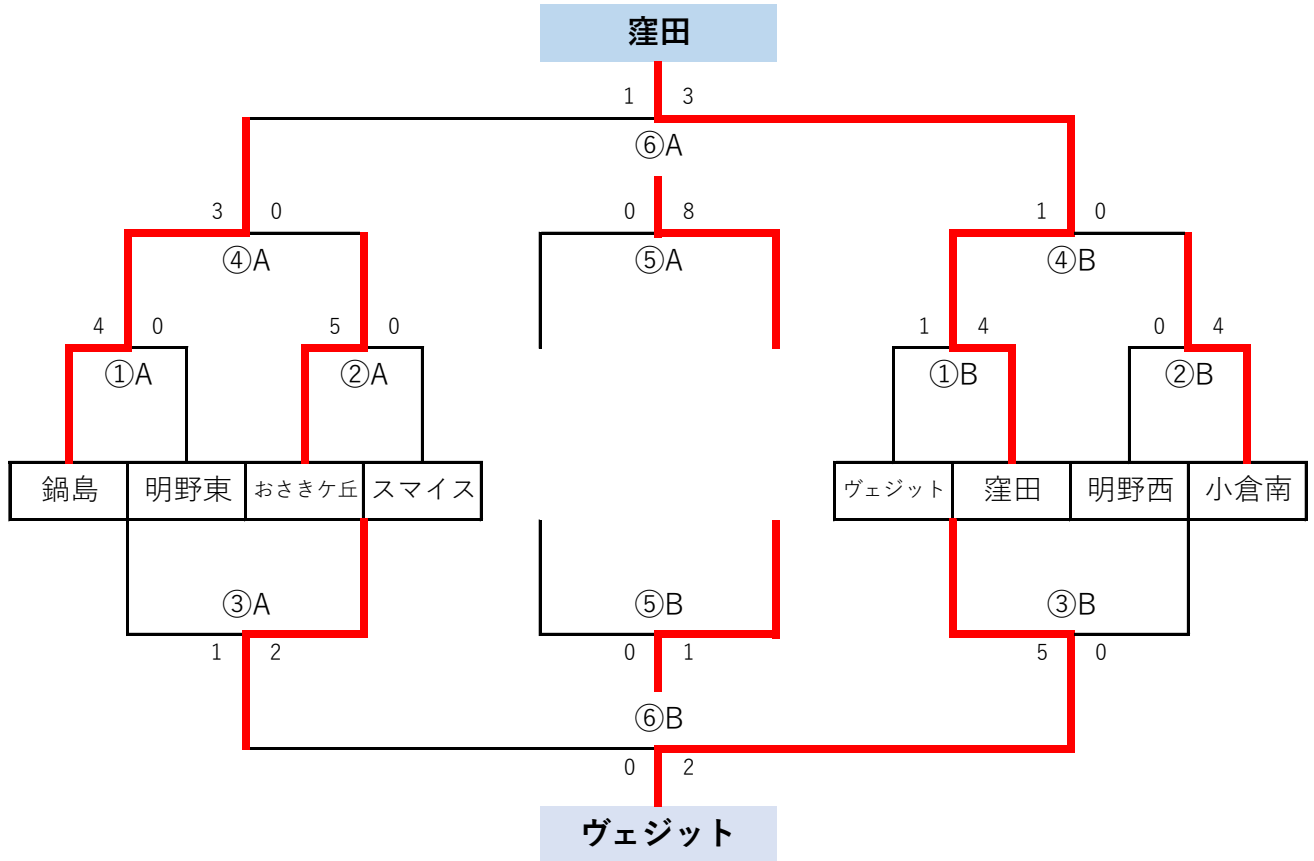 窪田
1 3
⑥A
3 0 0 8 1 0
④A ⑤A ④B
4 0 5 0 1 4 0 4
①A ②A ①B ②B
鍋島 明野東 おさきケ丘 スマイス ヴェジット 窪田 明野西 小倉南
③A ⑤B ③B
1 2 0 1 5 0
⑥B
0 2
ヴェジット